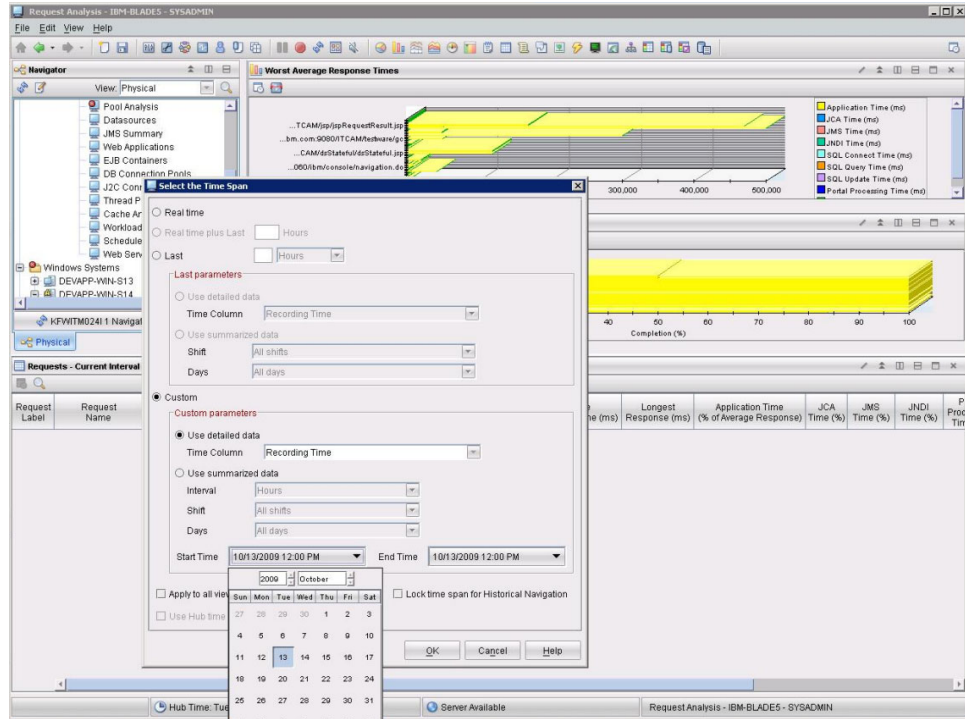 Request Analysis - IBM-BLADE5 - SYSADMIN
File Edit View Help
Navigator
View: Physical
Pool Analysis
Datasources
JMS Summary
Web Applications
EJB Containers
DB Connection Pools
J2C Conr
Thread P
Cache Ar
Workload
Schedule
Web Serv
Windows Systems
DEVAPP-WIN-S13
DEVAPP-WIN-S14
KFWITM024I 1 Navigat
Physical
Worst Average Response Times
...TCAM/jsp/jspRequestResult.jsp
...bm.com:9080/ITCAM/testware/gc
...CAM/dsStateful/dsStateful.jsp
...060/ibm/console/navigation.do
300,000 400,000 500,000
Application Time (ms)
JCA Time (ms)
JMS Time (ms)
JNDI Time (ms)
SQL Connect Time (ms)
SQL Query Time (ms)
SQL Update Time (ms)
Portal Processing Time (ms)
40 50 60 70 80 90 100
Completion (%)
Select the Time Span
Real time
Real time plus Last Hours
Last Hours
Last parameters
Use detailed data
Time Column Recording Time
Use summarized data
Shift All shifts
Days All days
Custom
Custom parameters
Use detailed data
Time Column Recording Time
Use summarized data
Interval Hours
Shift All shifts
Days All days
Start Time 10/13/2009 12:00 PM End Time 10/13/2009 12:00 PM
2009 October
Sun Mon Tue Wed Thu Fri Sat
27 28 29 30 1 2 3
4 5 6 7 8 9 10
11 12 13 14 15 16 17
18 19 20 21 22 23 24
25 26 27 28 29 30 31
Apply to all view
Lock time span for Historical Navigation
Use Hub time
OK Cancel Help
Requests - Current Interval
Request Label
Request Name
e (ms)
Longest Response (ms)
Application Time (% of Average Response)
JCA Time (%)
JMS Time (%)
JNDI Time (%)
P
Proc
Tim
Hub Time: Tue
Server Available
Request Analysis - IBM-BLADE5 - SYSADMIN